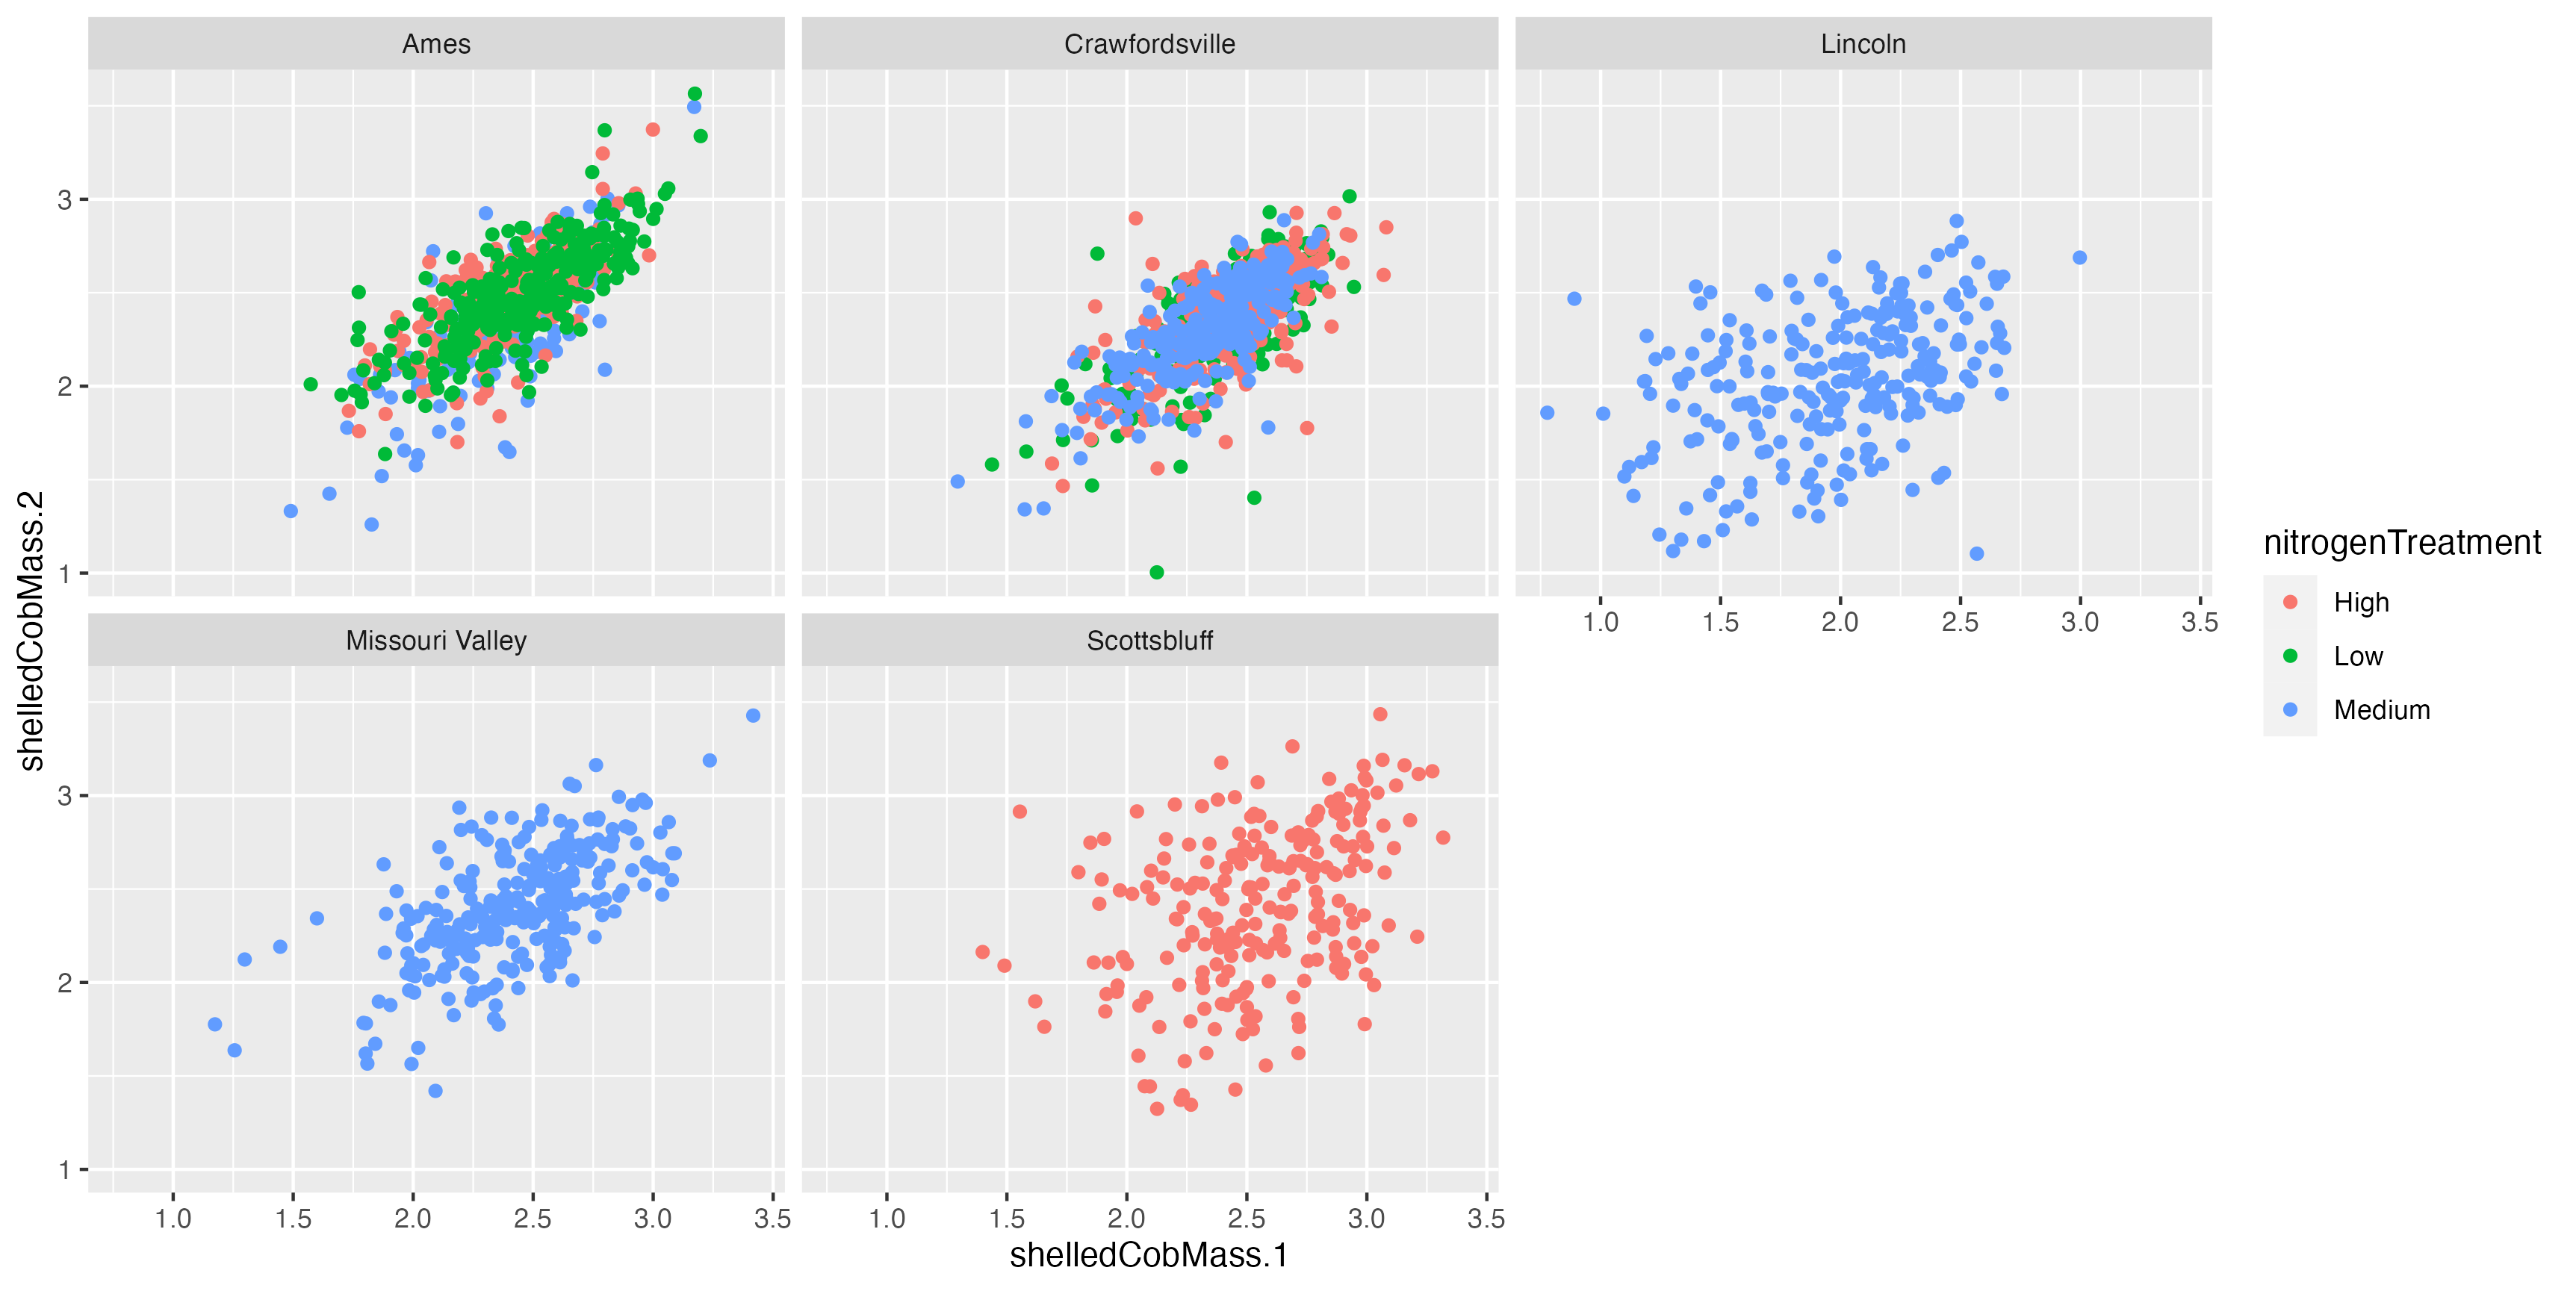 Ames
Crawfordsville
Lincoln
3
2
1
1.0 1.5 2.0 2.5 3.0 3.5
Missouri Valley
Scottsbluff
3
2
1
1.0 1.5 2.0 2.5 3.0 3.5
1.0 1.5 2.0 2.5 3.0 3.5
shelledCobMass.1
shelledCobMass.2
nitrogenTreatment
High
Low
Medium